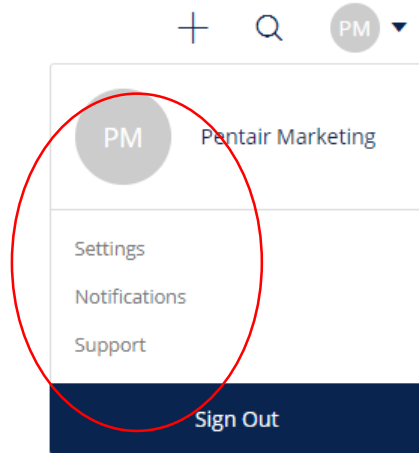 PM
PM Pentair Marketing
Settings
Notifications
Support
Sign Out